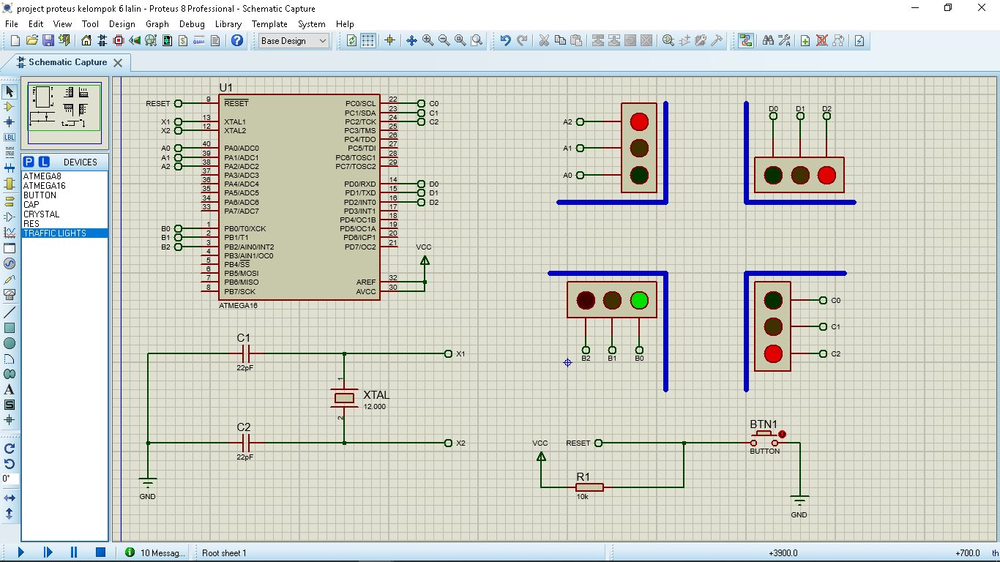 project proteus kelompok 6 lalin - Proteus 8 Professional - Schematic Capture
File Edit View Tool Design Graph Debug Library Template System Help
Base Design
Schematic Capture
P L DEVICES
ATMEGA8
ATMEGA16
BUTTON
CAP
CRYSTAL
RES
TRAFFIC LIGHTS
LBL
A
S
0°
U1
RESET 9 RESET PC0/SCL 22 C0
PC1/SDA 23 C1
X1 13 XTAL1 PC2/TCK 24 C2
X2 12 XTAL2 PC3/TMS 25
PC4/TDO 26
A0 40 PA0/ADC0 PC5/TDI 27
A1 39 PA1/ADC1 PC6/TOSC1 28
A2 38 PA2/ADC2 PC7/TOSC2 29
37 PA3/ADC3
36 PA4/ADC4 PD0/RXD 14 D0
35 PA5/ADC5 PD1/TXD 15 D1
34 PA6/ADC6 PD2/INT0 16 D2
33 PA7/ADC7 PD3/INT1 17
PD4/OC1B 18
B0 1 PB0/T0/XCK PD5/OC1A 19
B1 2 PB1/T1 PD6/ICP1 20
B2 3 PB2/AIN0/INT2 PD7/OC2 21
4 PB3/AIN1/OC0
5 PB4/SS
6 PB5/MOSI
7 PB6/MISO AREF 32
8 PB7/SCK AVCC 30
VCC
ATMEGA16
A2
A1
A0
D0 D1 D2
B2 B1 B0
C0
C1
C2
C1
22pF
X1
1
XTAL
12.000
2
C2
22pF
X2
GND
VCC RESET
R1
10k
BTN1
BUTTON
GND
10 Messag... Root sheet 1 +3900.0 +700.0 th